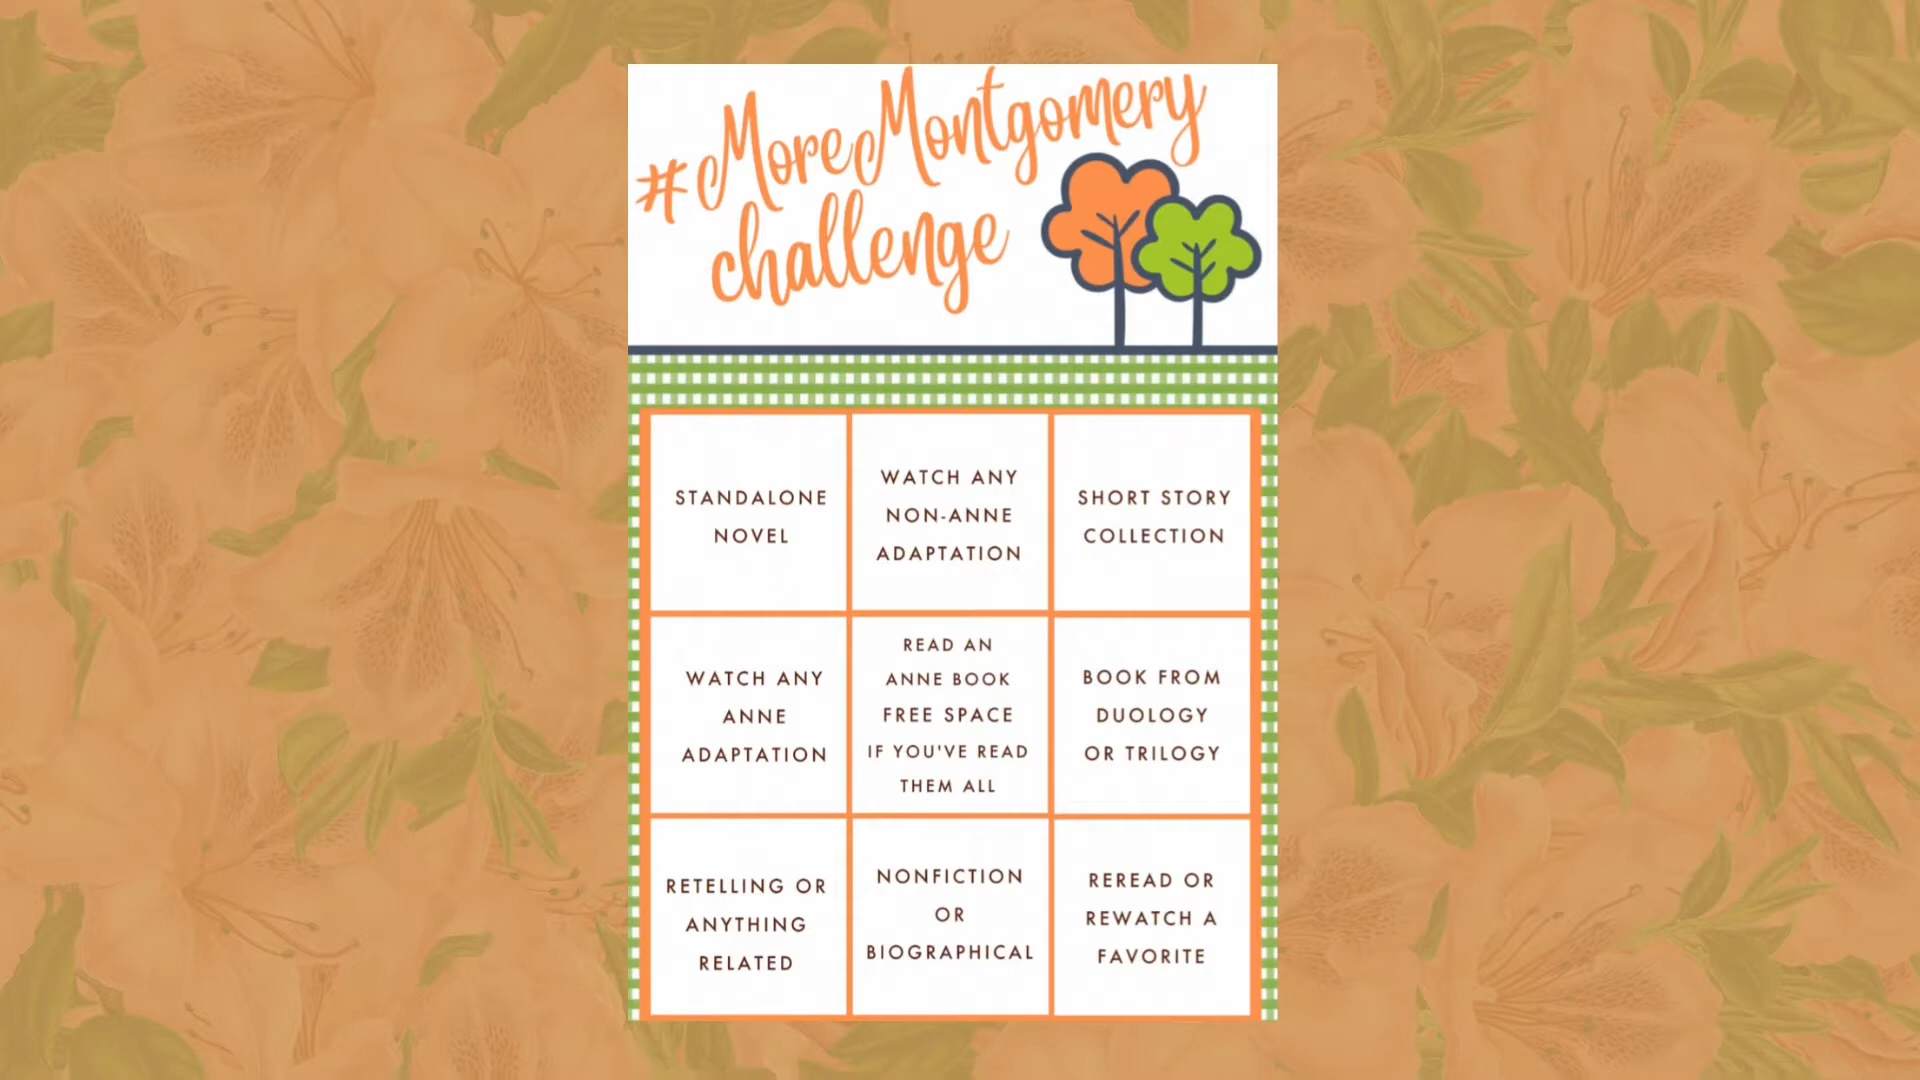 #MoreMontgomery
challenge
STANDALONE
NOVEL
WATCH ANY
NON-ANNE
ADAPTATION
SHORT STORY
COLLECTION
WATCH ANY
ANNE
ADAPTATION
READ AN
ANNE BOOK
FREE SPACE
IF YOU'VE READ
THEM ALL
BOOK FROM
DUOLOGY
OR TRILOGY
RETELLING OR
ANYTHING
RELATED
NONFICTION
OR
BIOGRAPHICAL
REREAD OR
REWATCH A
FAVORITE